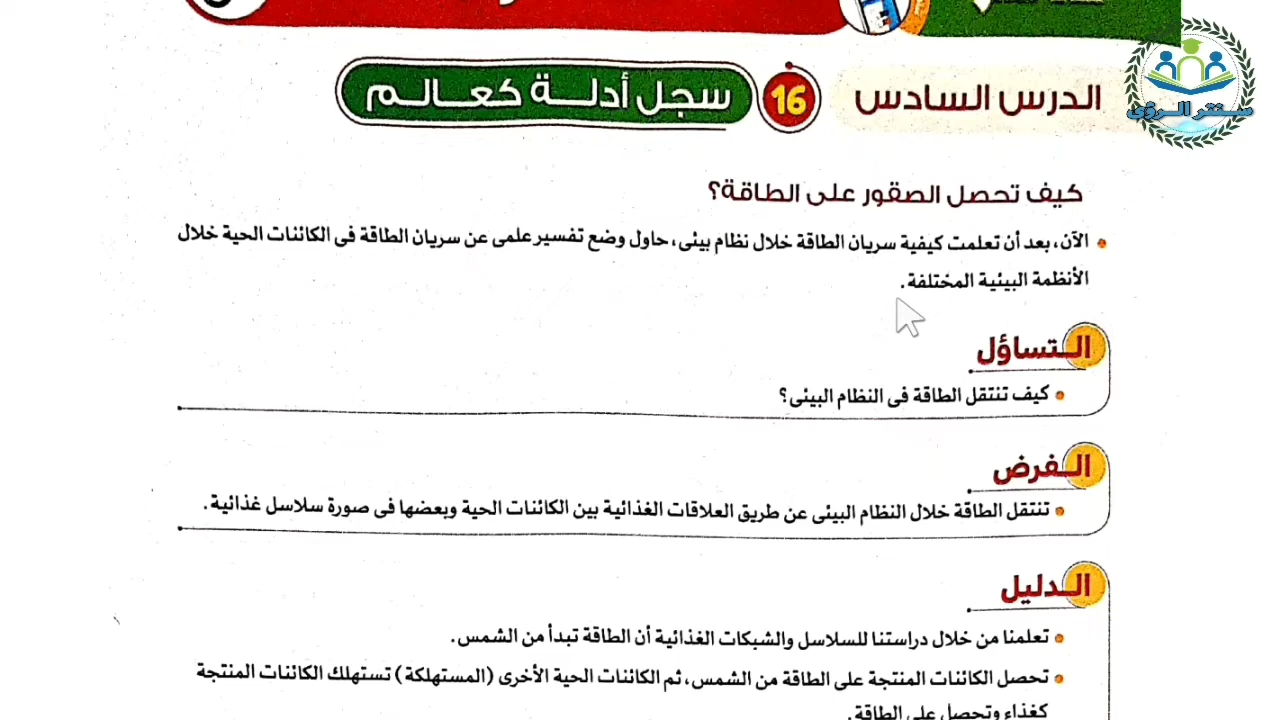 الدرس السادس
16
سجل أدلة كعالم
سنتر الرؤى
كيف تحصل الصقور على الطاقة؟
الآن، بعد أن تعلمت كيفية سريان الطاقة خلال نظام بيئى، حاول وضع تفسير علمى عن سريان الطاقة فى الكائنات الحية خلال
الأنظمة البيئية المختلفة.
التساؤل
كيف تنتقل الطاقة فى النظام البيئى؟
الفرض
تنتقل الطاقة خلال النظام البيئى عن طريق العلاقات الغذائية بين الكائنات الحية وبعضها فى صورة سلاسل غذائية.
الدليل
تعلمنا من خلال دراستنا للسلاسل والشبكات الغذائية أن الطاقة تبدأ من الشمس.
تحصل الكائنات المنتجة على الطاقة من الشمس، ثم الكائنات الحية الأخرى (المستهلكة) تستهلك الكائنات المنتجة
كغذاء وتحصل على الطاقة.